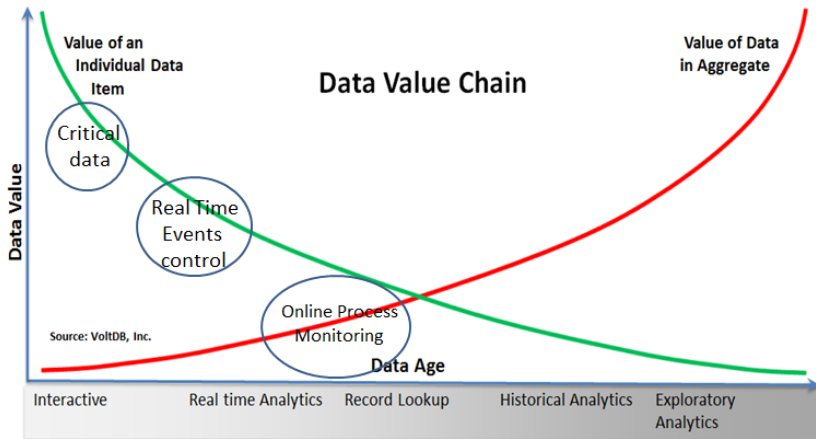 Data Value Chain
Value of an
Individual Data
Item
Value of Data
in Aggregate
Critical
data
Real Time
Events
control
Online Process
Monitoring
Data Value
Source: VoltDB, Inc.
Data Age
Interactive
Real time Analytics
Record Lookup
Historical Analytics
Exploratory
Analytics